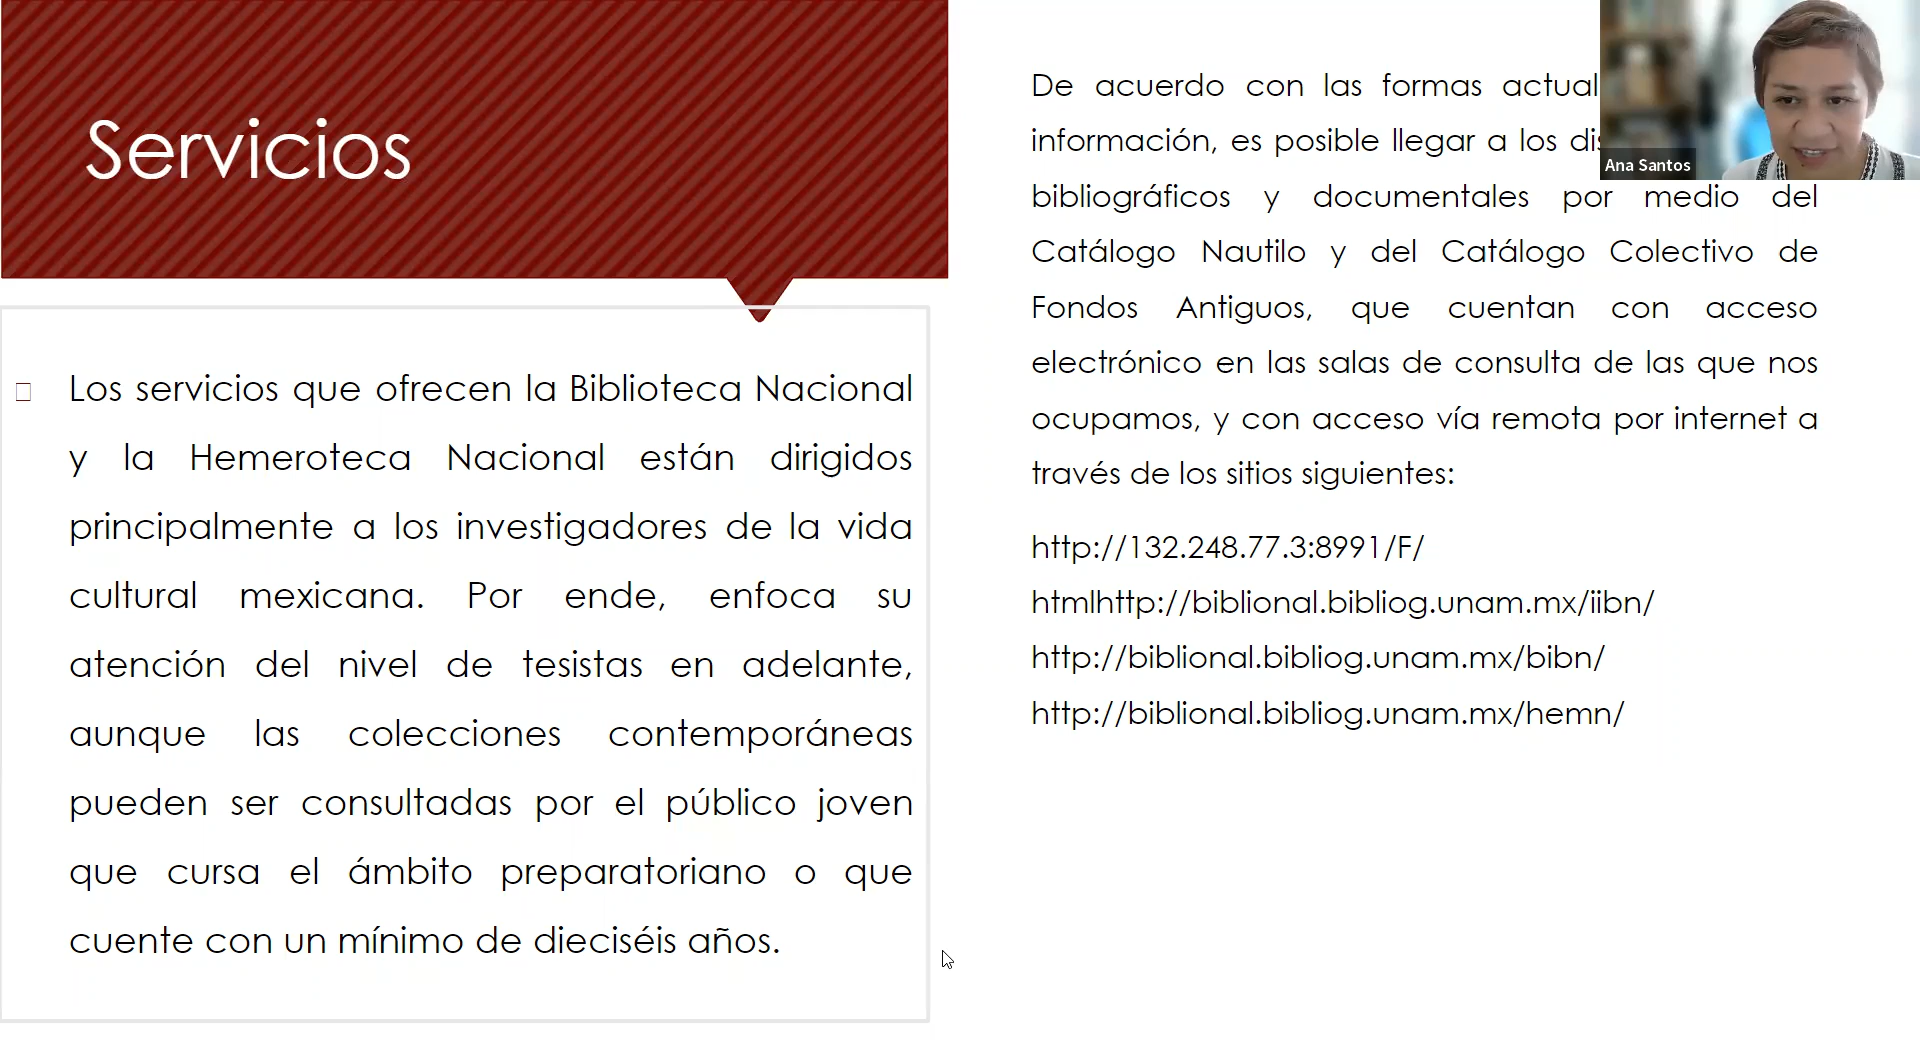 Servicios
Los servicios que ofrecen la Biblioteca Nacional
y la Hemeroteca Nacional están dirigidos
principalmente a los investigadores de la vida
cultural mexicana. Por ende, enfoca su
atención del nivel de tesistas en adelante,
aunque las colecciones contemporáneas
pueden ser consultadas por el público joven
que cursa el ámbito preparatoriano o que
cuente con un mínimo de dieciséis años.
De acuerdo con las formas
información, es posible llegar a los
bibliográficos y documentales por medio del
Catálogo Nautilo y del Catálogo Colectivo de
Fondos Antiguos, que cuentan con acceso
electrónico en las salas de consulta de las que nos
ocupamos, y con acceso vía remota por internet a
través de los sitios siguientes:
http://132.248.77.3:8991/F/
htmlhttp://biblional.bibliog.unam.mx/iibn/
http://biblional.bibliog.unam.mx/bibn/
http://biblional.bibliog.unam.mx/hemn/
Ana Santos